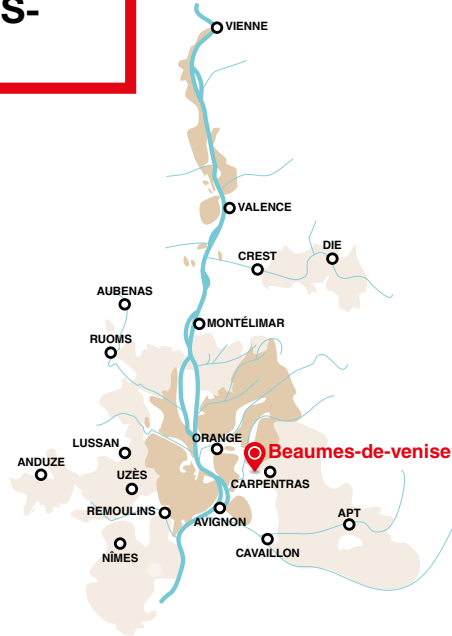 S-
VIENNE
VALENCE
DIE
CREST
AUBENAS
MONTÉLIMAR
RUOMS
ORANGE
LUSSAN
Beaumes-de-venise
ANDUZE
UZÈS
CARPENTRAS
REMOULINS
APT
AVIGNON
CAVAILLON
NÎMES